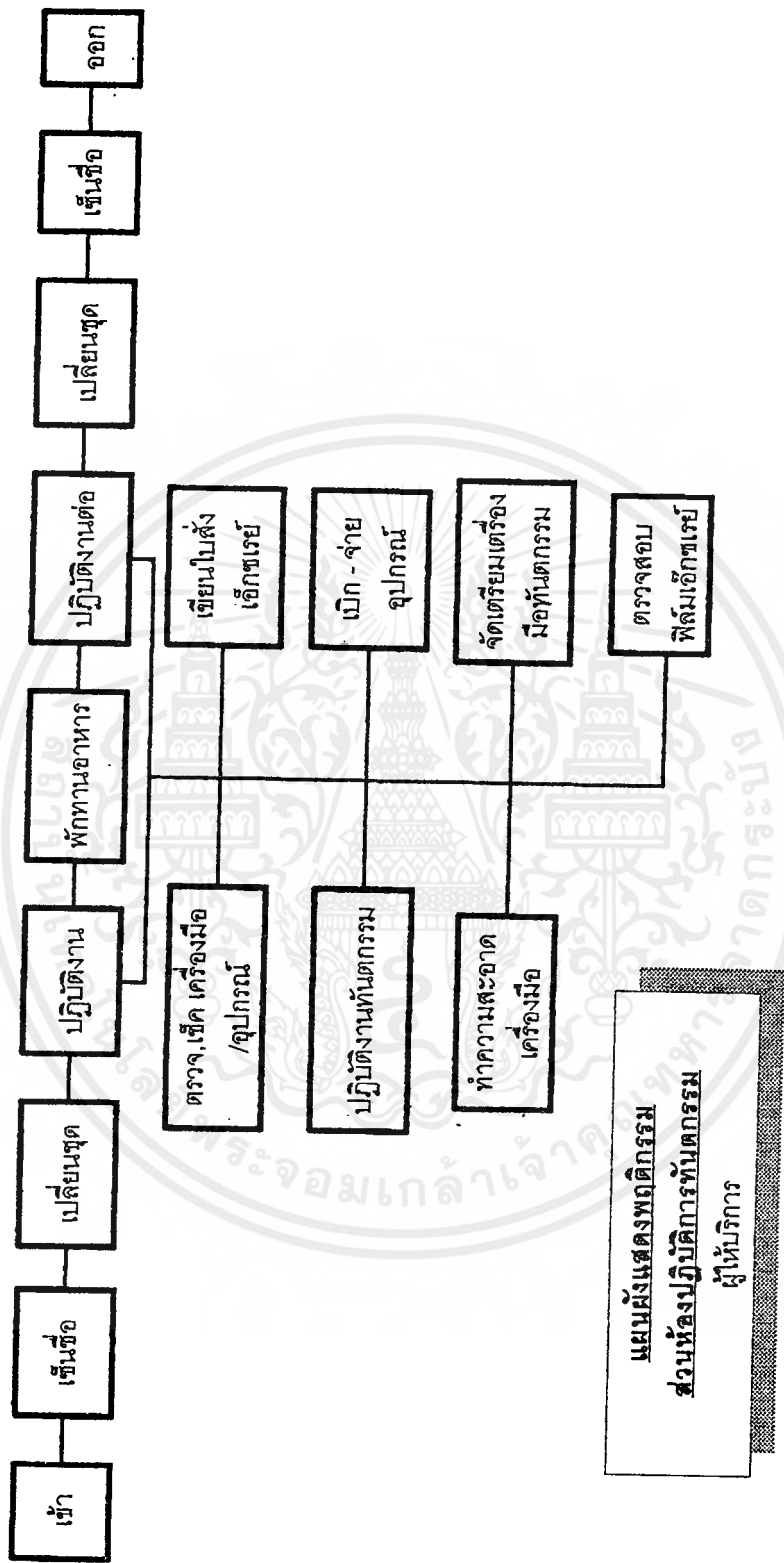 เข้า
เซ็นชื่อ
เปลี่ยนชุด
ปฏิบัติงาน
พักทานอาหาร
ปฏิบัติงานต่อ
เปลี่ยนชุด
เซ็นชื่อ
ออก
ตรวจ,เช็ค เครื่องมือ
/อุปกรณ์
เขียนใบสั่ง
เอ็กซเรย์
ปฏิบัติงานทันตกรรม
เบิก - จ่าย
อุปกรณ์
ทำความสะอาด
เครื่องมือ
จัดเตรียมเครื่อง
มือทันตกรรม
ตรวจสอบ
ฟิล์มเอ๊กซเรย์
แผนผังแสดงพฤติกรรม
ส่วนห้องปฏิบัติการทันตกรรม
ผู้ให้บริการ